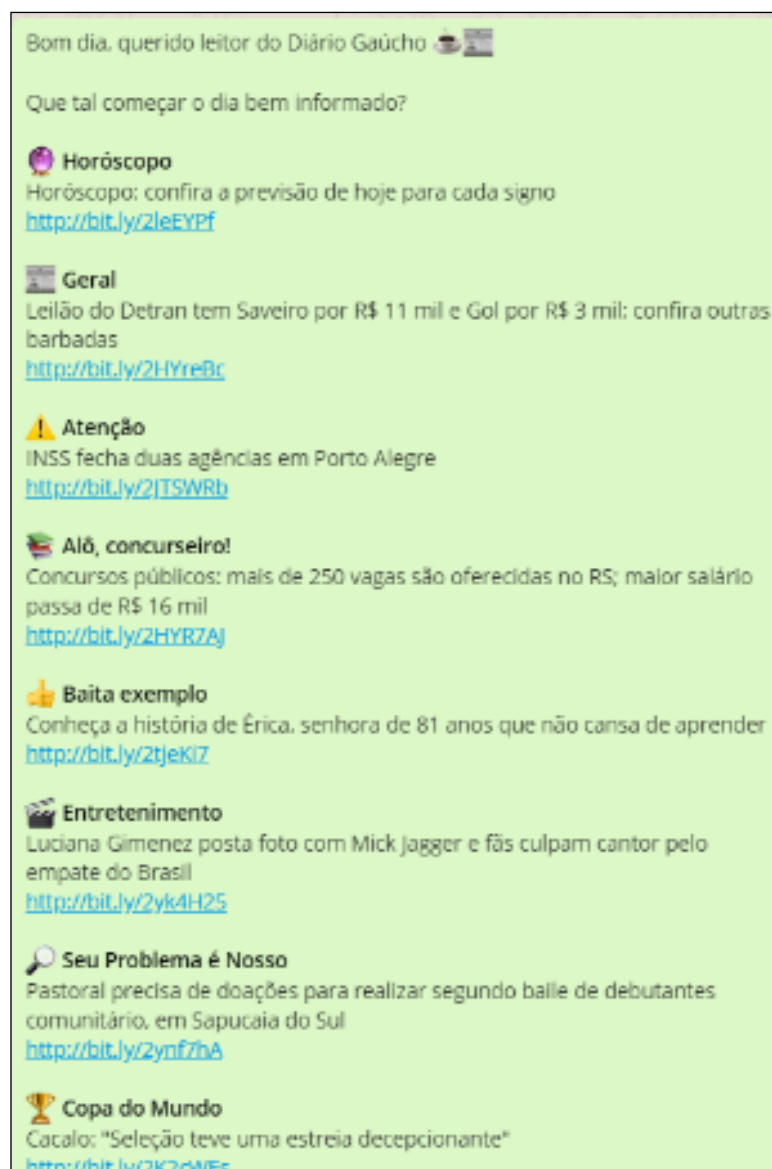 Bom dia, querido leitor do Diário Gaúcho ☕📰
Que tal começar o dia bem informado?
🔮 Horóscopo
Horóscopo: confira a previsão de hoje para cada signo
http://bit.ly/2leEYPf
📰 Geral
Leilão do Detran tem Saveiro por R$ 11 mil e Gol por R$ 3 mil: confira outras
barbadas
http://bit.ly/2HYreBc
⚠️ Atenção
INSS fecha duas agências em Porto Alegre
http://bit.ly/2JTSWRb
📚 Alô, concurseiro!
Concursos públicos: mais de 250 vagas são oferecidas no RS; maior salário
passa de R$ 16 mil
http://bit.ly/2HYR7AJ
👍 Baita exemplo
Conheça a história de Érica, senhora de 81 anos que não cansa de aprender
http://bit.ly/2tjeKi7
🎬 Entretenimento
Luciana Gimenez posta foto com Mick Jagger e fãs culpam cantor pelo
empate do Brasil
http://bit.ly/2yk4H25
🔎 Seu Problema é Nosso
Pastoral precisa de doações para realizar segundo baile de debutantes
comunitário, em Sapucaia do Sul
http://bit.ly/2ynf7hA
🏆 Copa do Mundo
Cacalo: "Seleção teve uma estreia decepcionante"